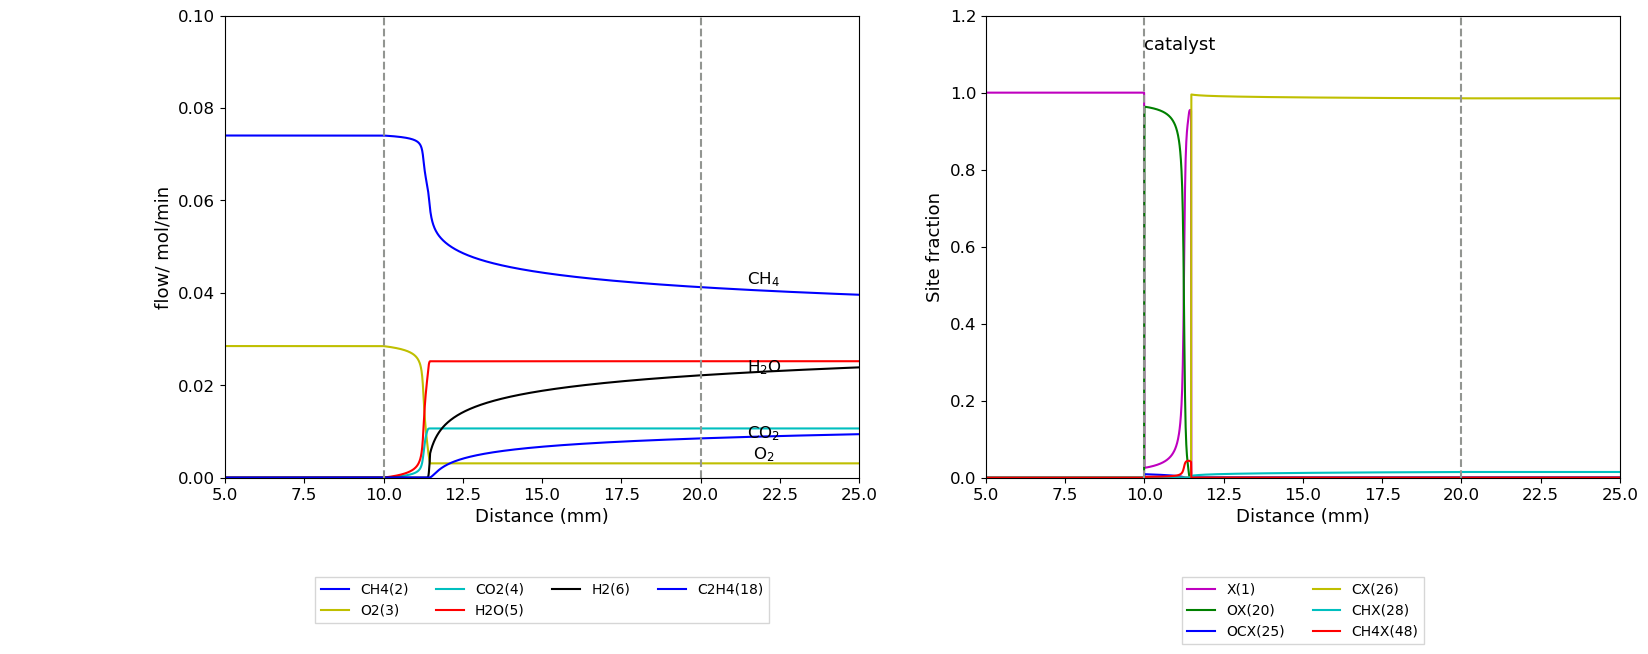 0.10
0.08
0.06
0.04
0.02
0.00
flow/ mol/min
CH₄
H₂O
CO₂
O₂
5.0 7.5 10.0 12.5 15.0 17.5 20.0 22.5 25.0
Distance (mm)
CH4(2) CO2(4) H2(6) C2H4(18)
O2(3) H2O(5)
1.2
1.0
0.8
0.6
0.4
0.2
0.0
Site fraction
catalyst
5.0 7.5 10.0 12.5 15.0 17.5 20.0 22.5 25.0
Distance (mm)
X(1) CX(26)
OX(20) CHX(28)
OCX(25) CH4X(48)